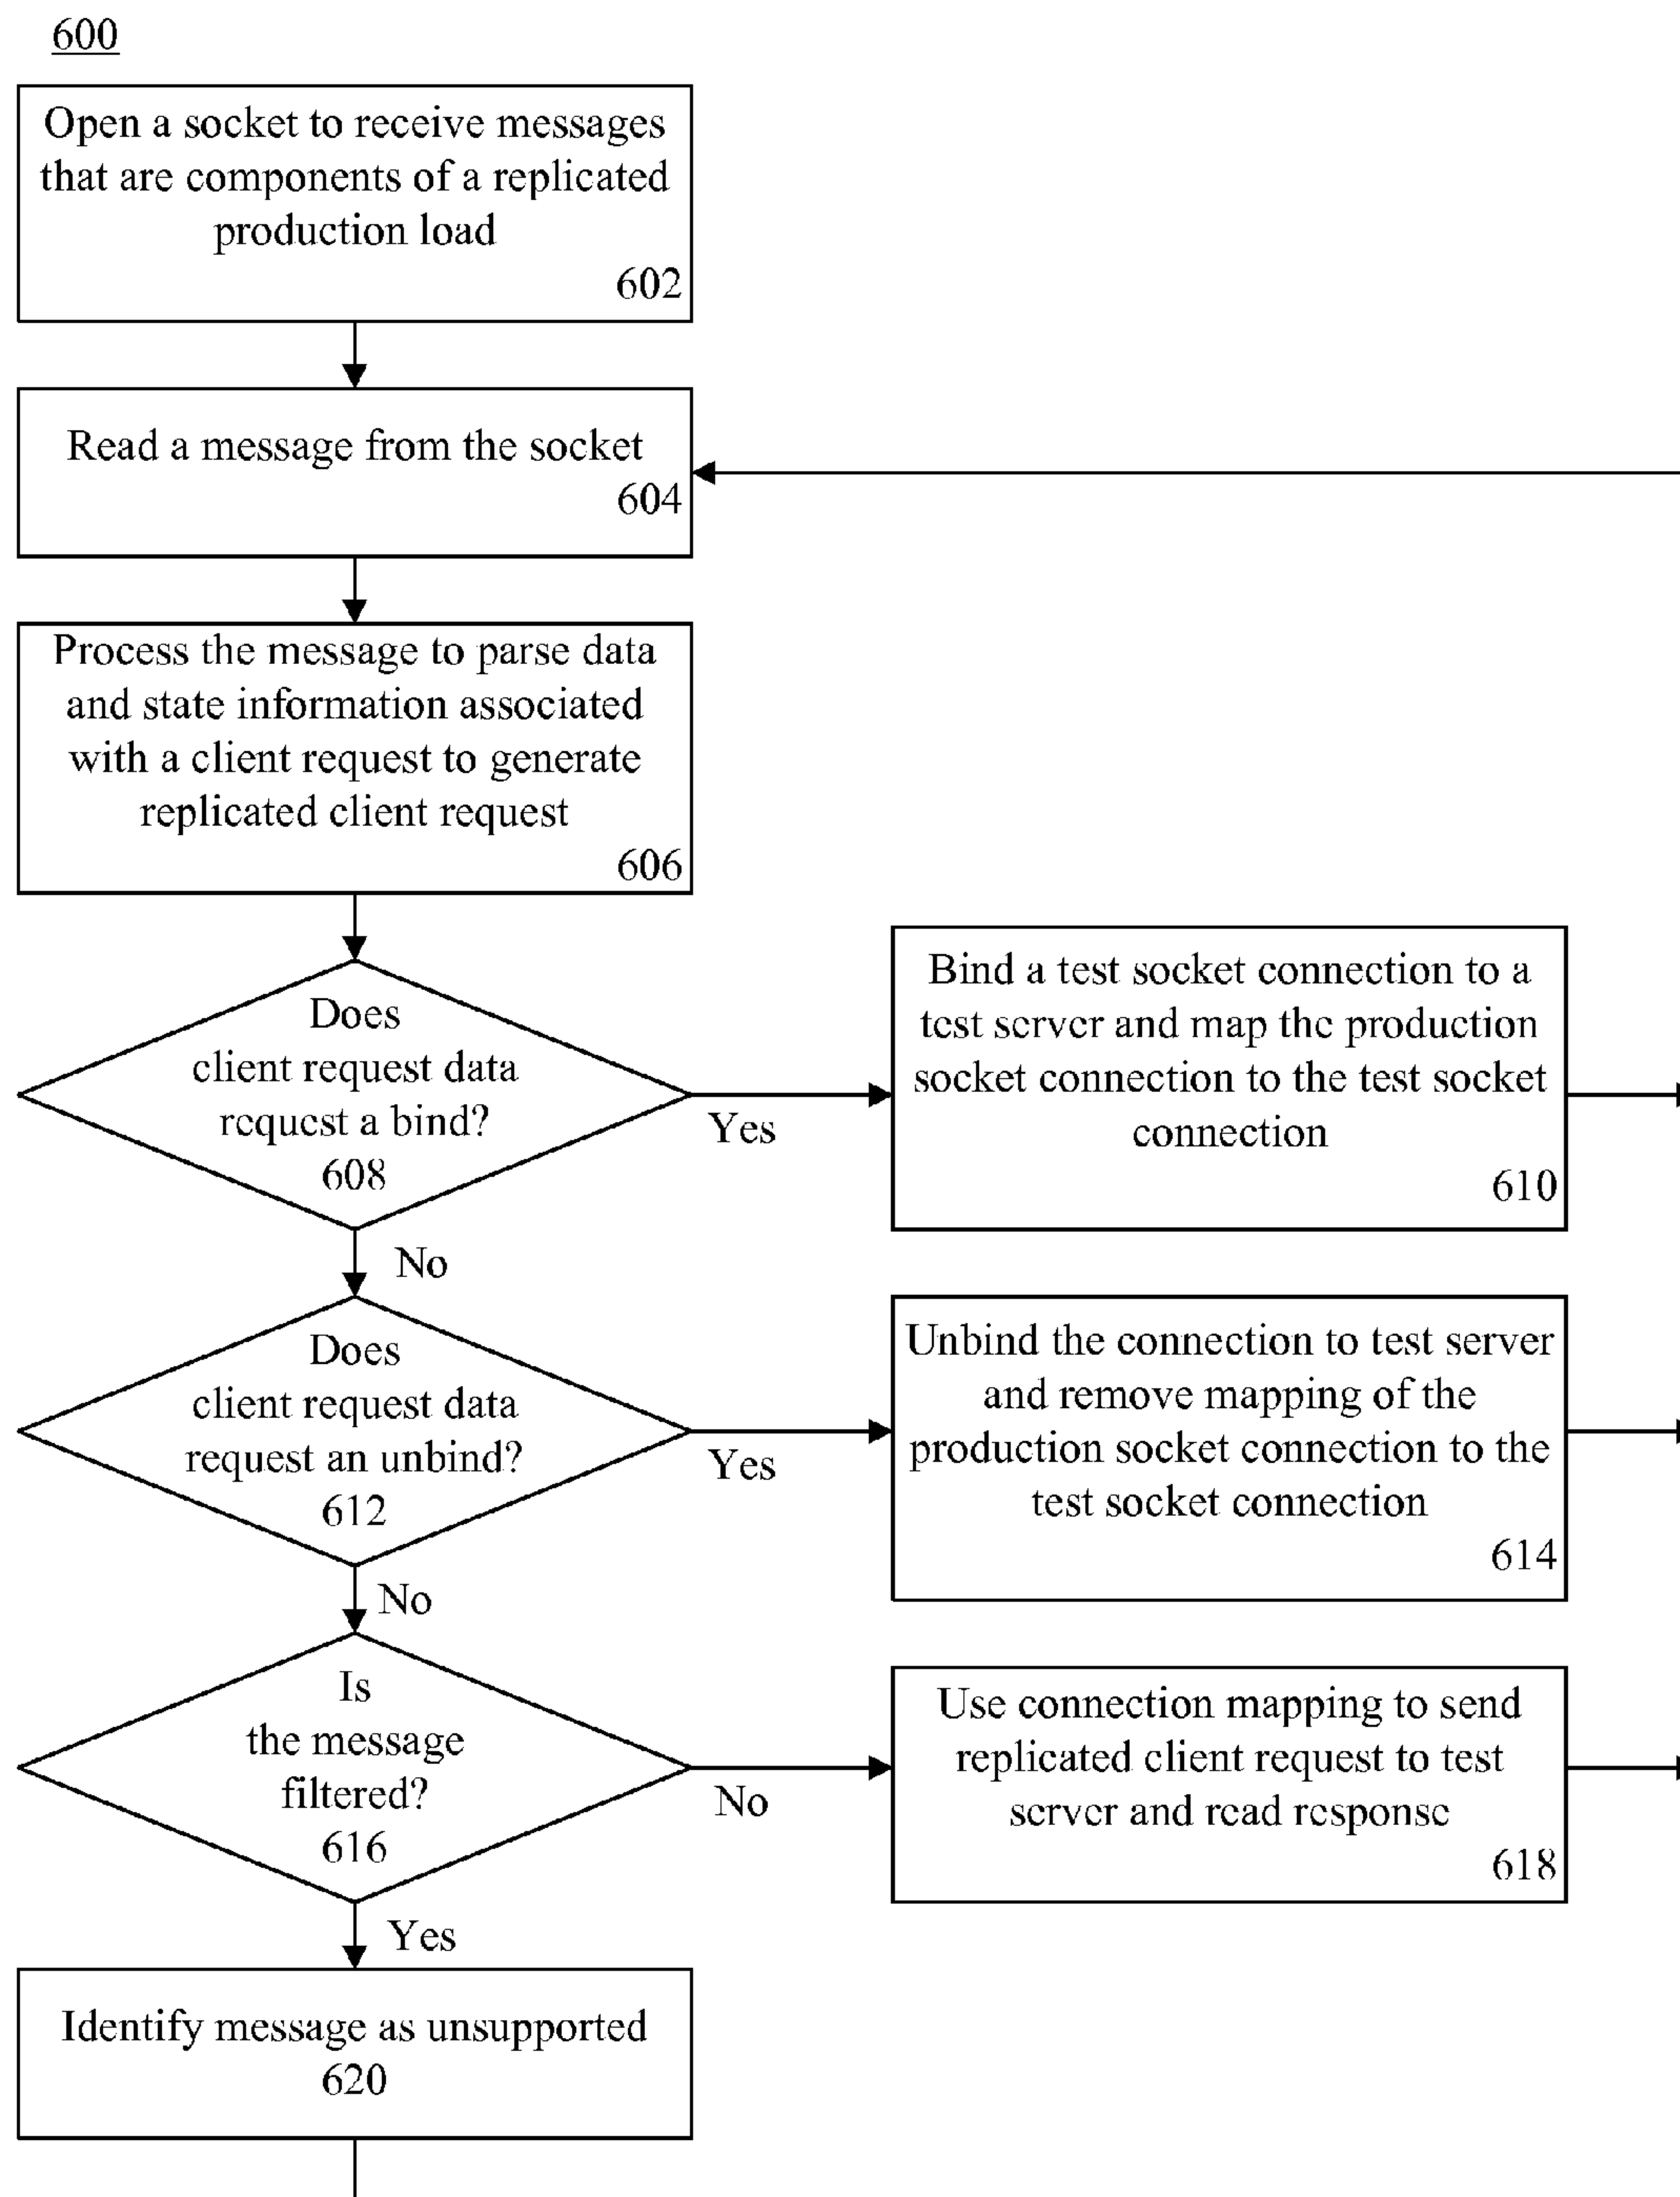 600
Open a socket to receive messages
that are components of a replicated
production load
602
Read a message from the socket
604
Process the message to parse data
and state information associated
with a client request to generate
replicated client request
606
Does
client request data
request a bind?
608
Yes
Bind a test socket connection to a
test server and map the production
socket connection to the test socket
connection
610
No
Does
client request data
request an unbind?
612
Yes
Unbind the connection to test server
and remove mapping of the
production socket connection to the
test socket connection
614
No
Is
the message
filtered?
616
No
Use connection mapping to send
replicated client request to test
server and read response
618
Yes
Identify message as unsupported
620